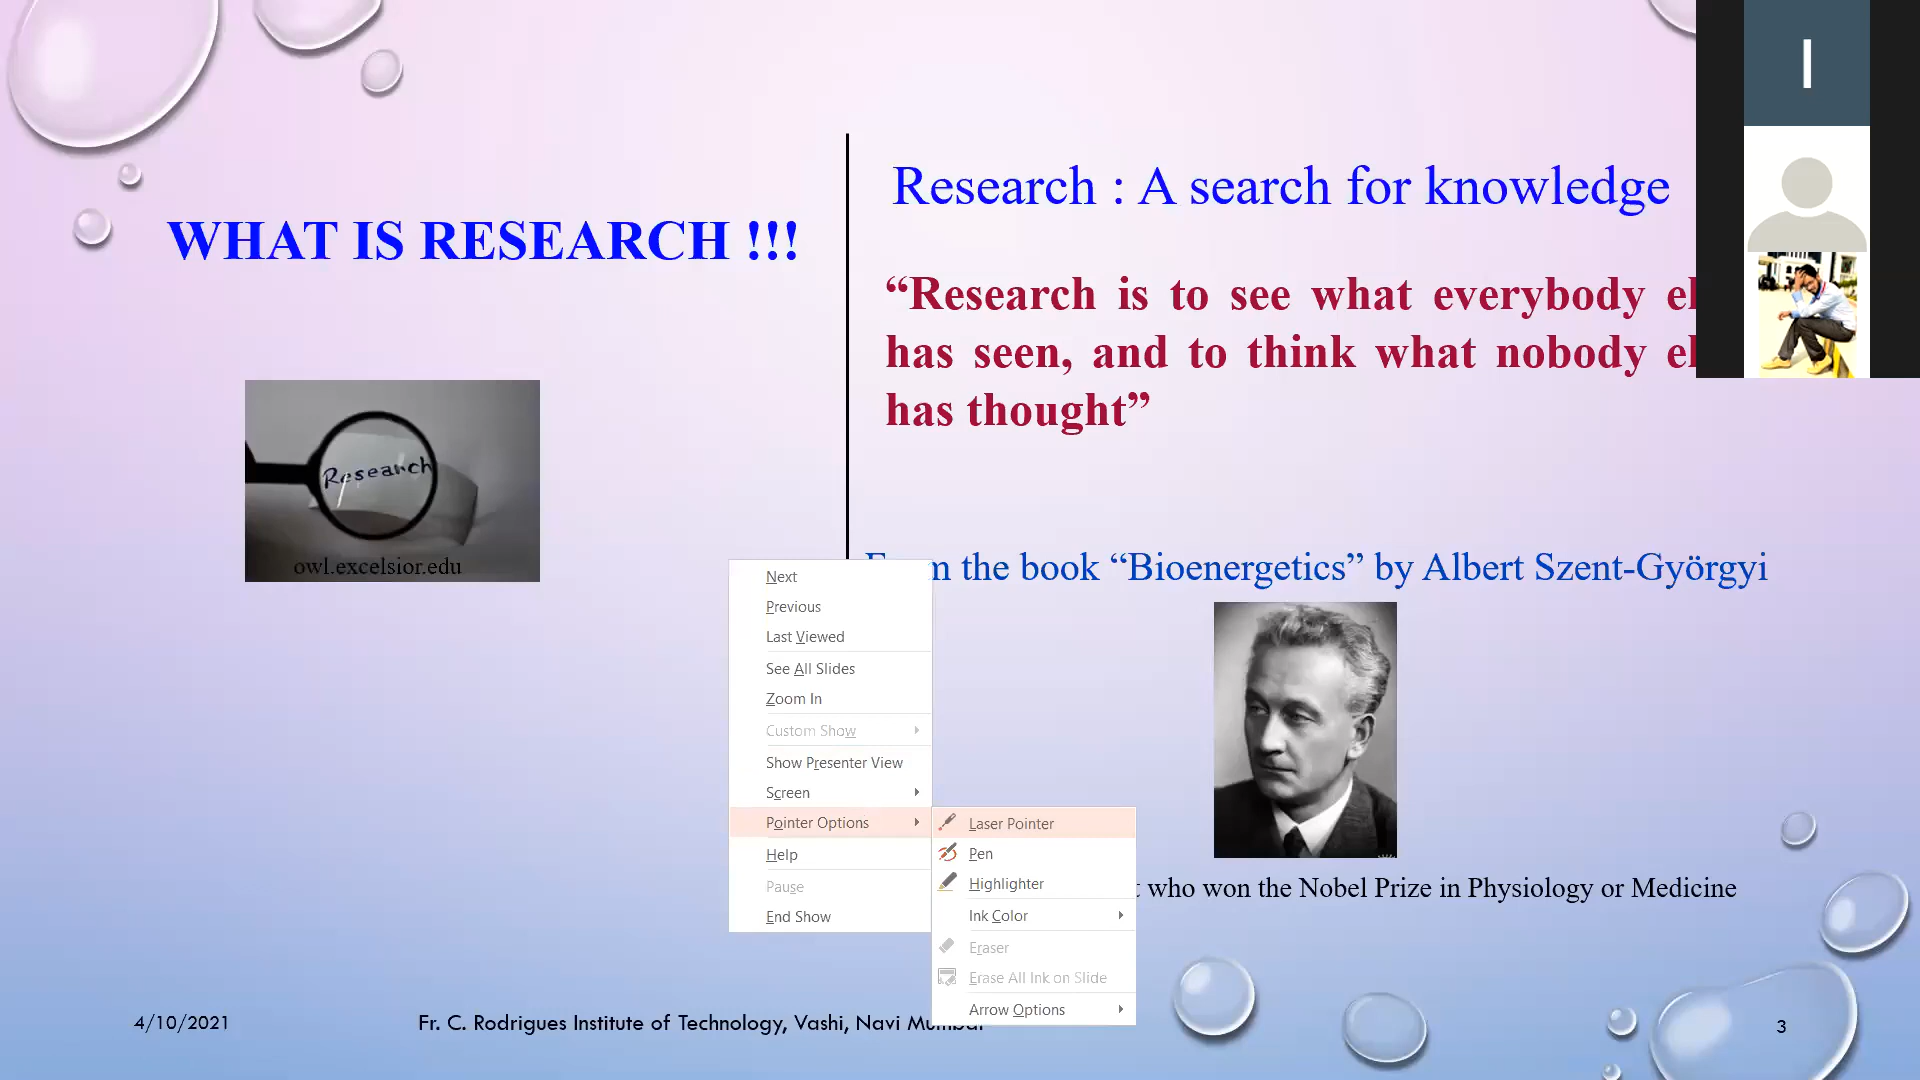 WHAT IS RESEARCH !!!
Research
owl.excelsior.edu
Research : A search for knowledge
“Research is to see what everybody
has seen, and to think what nobody
has thought”
the book “Bioenergetics” by Albert Szent-Györgyi
who won the Nobel Prize in Physiology or Medicine
Next
Previous
Last Viewed
See All Slides
Zoom In
Custom Show
Show Presenter View
Screen
Pointer Options
Help
Pause
End Show
Laser Pointer
Pen
Highlighter
Ink Color
Eraser
Erase All Ink on Slide
Arrow Options
I
4/10/2021
Fr. C. Rodrigues Institute of Technology, Vashi, Navi Mumbai
3